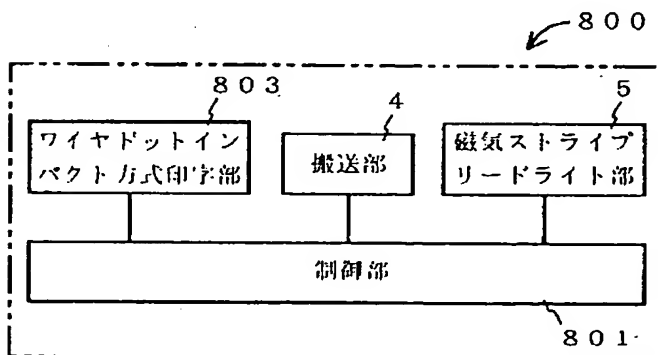 800
803
4
5
ワイヤドットイン
パクト方式印字部
搬送部
磁気ストライプ
リードライト部
制御部
801